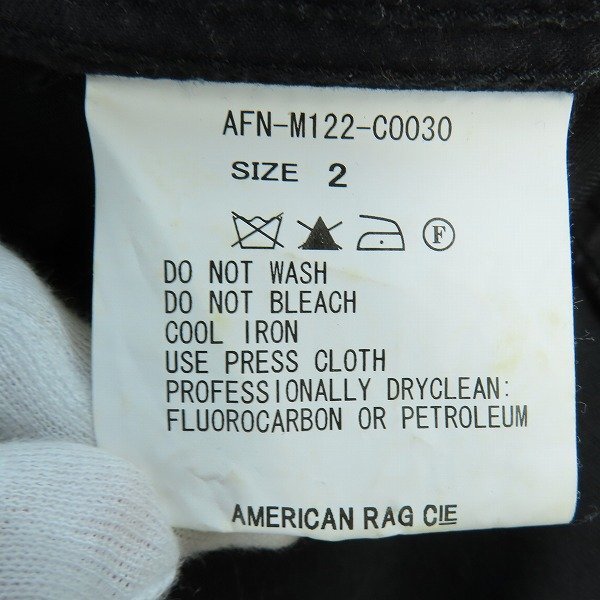 AFN-M122-C0030
SIZE 2
F
DO NOT WASH
DO NOT BLEACH
COOL IRON
USE PRESS CLOTH
PROFESSIONALLY DRYCLEAN:
FLUOROCARBON OR PETROLEUM
AMERICAN RAG CIE